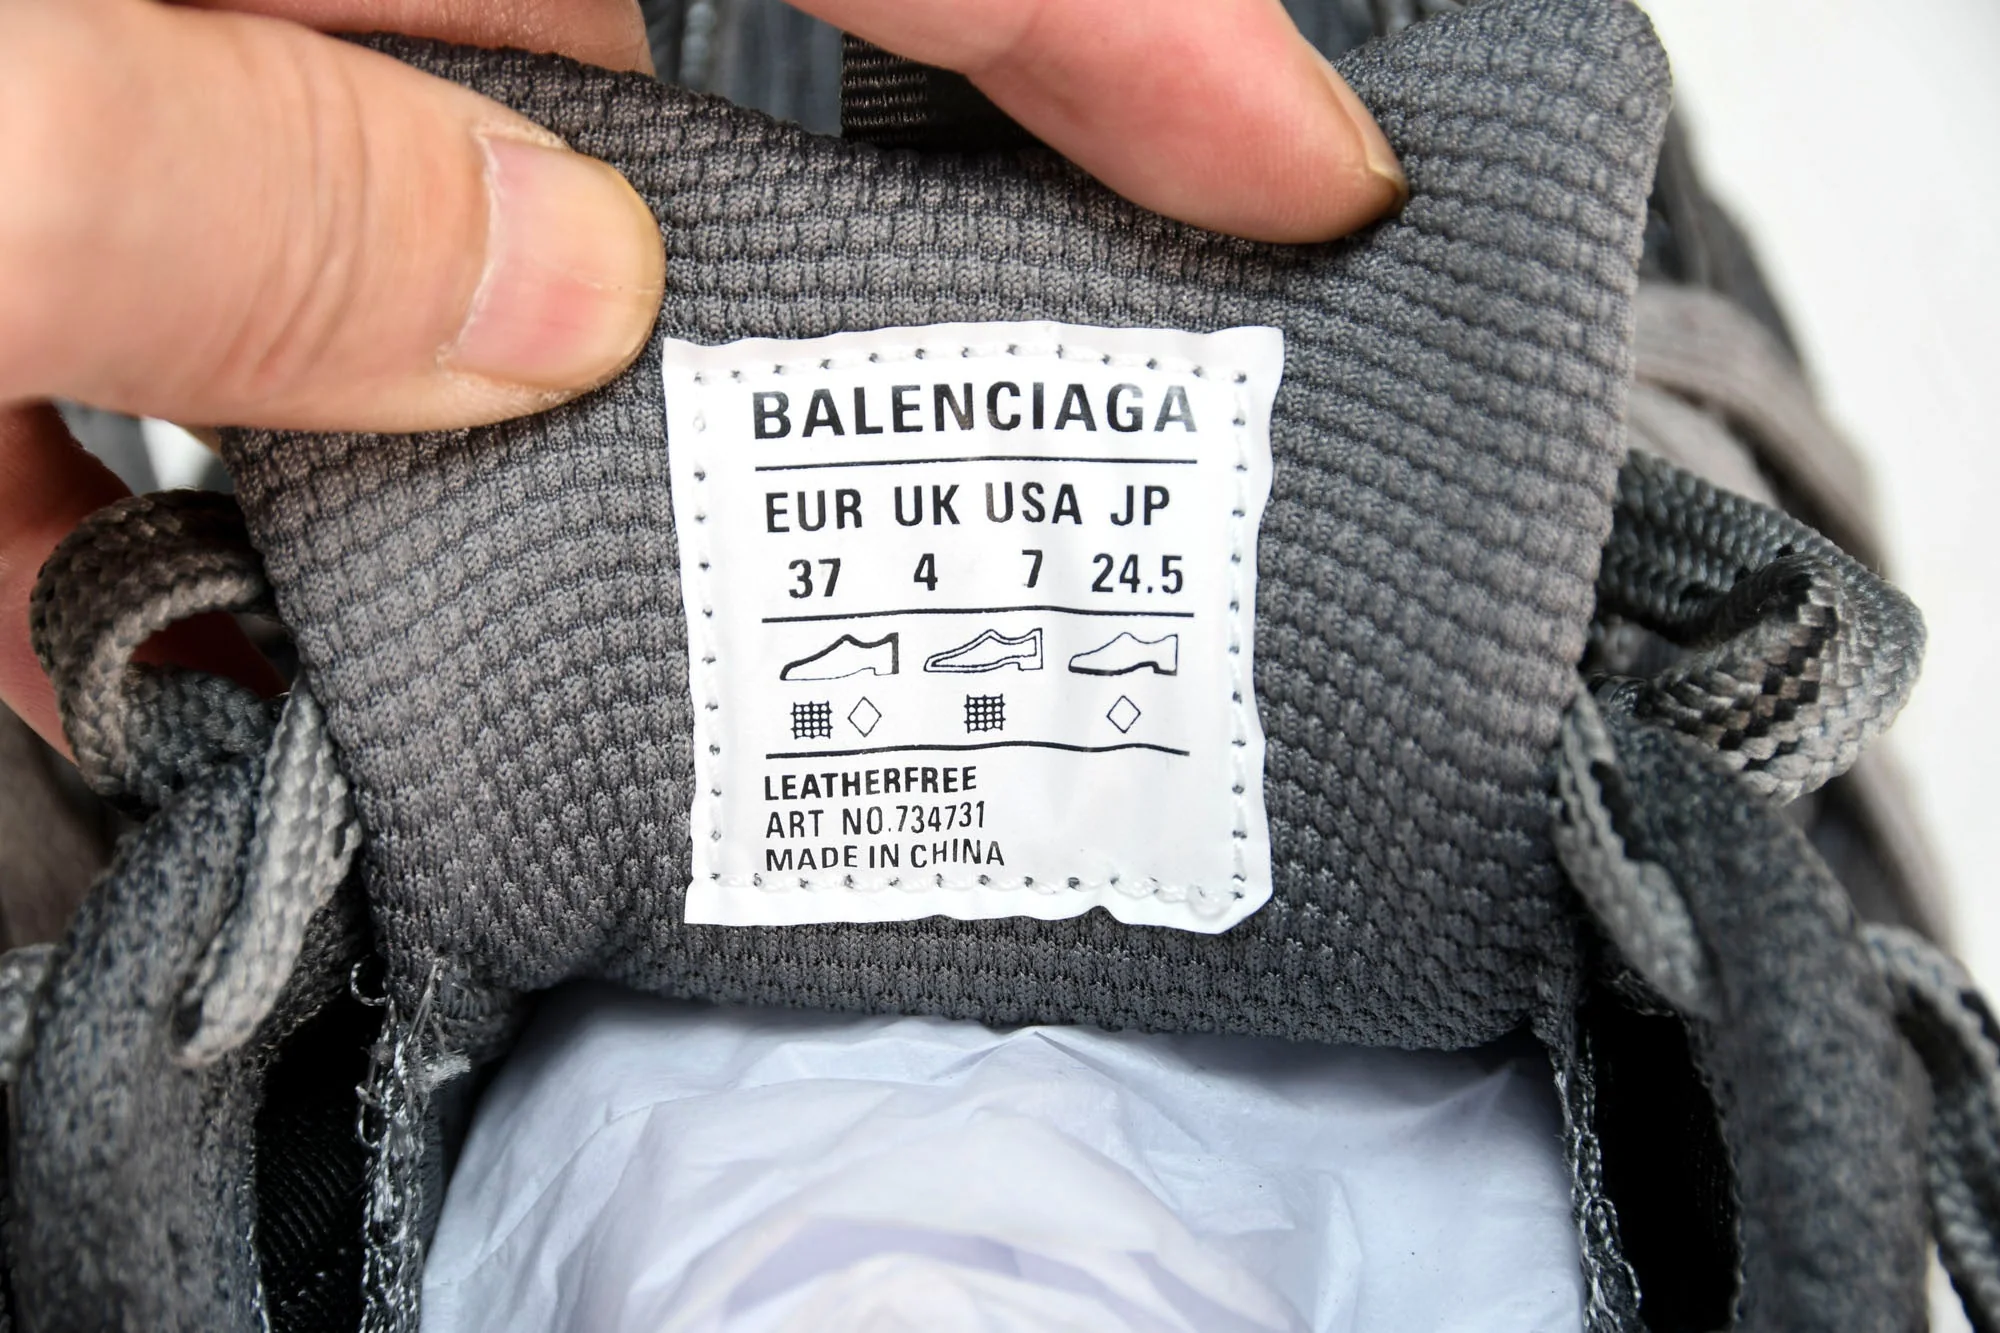 BALENCIAGA
EUR UK USA JP
37 4 7 24.5
LEATHERFREE
ART NO.734731
MADE IN CHINA